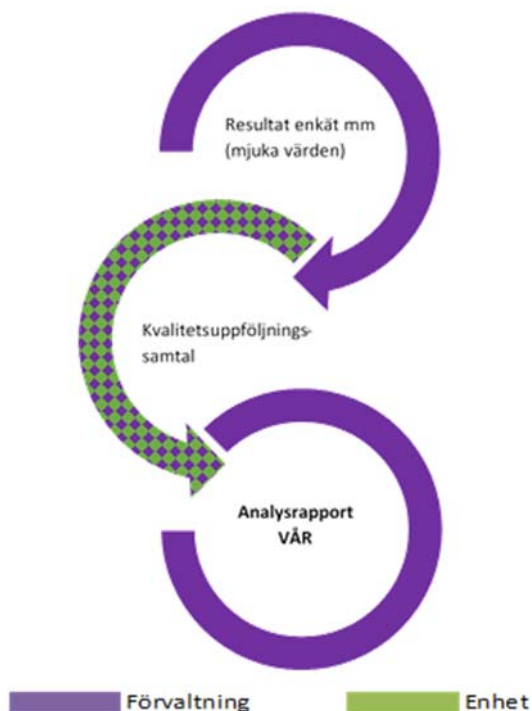 Resultat enkät mm
(mjuka värden)
Kvalitetsuppföljnings-
samtal
Analysrapport
VÅR
Förvaltning
Enhet